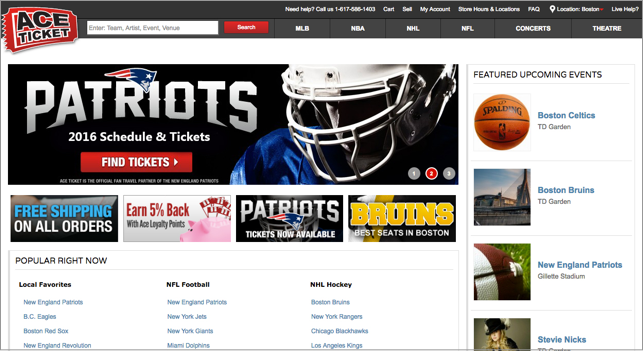 Need help? Call us 1-617-586-1403 Cart Sell My Account Store Hours & Locations FAQ Location: Boston Live Help?
ACE
TICKET
Enter: Team, Artist, Event, Venue Search MLB NBA NHL NFL CONCERTS THEATRE
PATRIOTS
2016 Schedule & Tickets
FIND TICKETS
1 2 3
ACE TICKET IS THE OFFICIAL FAN TRAVEL PARTNER OF THE NEW ENGLAND PATRIOTS
FREE SHIPPING
ON ALL ORDERS
Earn 5% Back
With Ace Loyalty Points
PATRIOTS
TICKETS NOW AVAILABLE
BRUINS
BEST SEATS IN BOSTON
POPULAR RIGHT NOW
Local Favorites
New England Patriots
B.C. Eagles
Boston Red Sox
New England Revolution
NFL Football
New England Patriots
New York Jets
New York Giants
Miami Dolphins
NHL Hockey
Boston Bruins
New York Rangers
Chicago Blackhawks
Los Angeles Kings
FEATURED UPCOMING EVENTS
SPALDING
Boston Celtics
TD Garden
Boston Bruins
TD Garden
New England Patriots
Gillette Stadium
Stevie Nicks
TD Garden